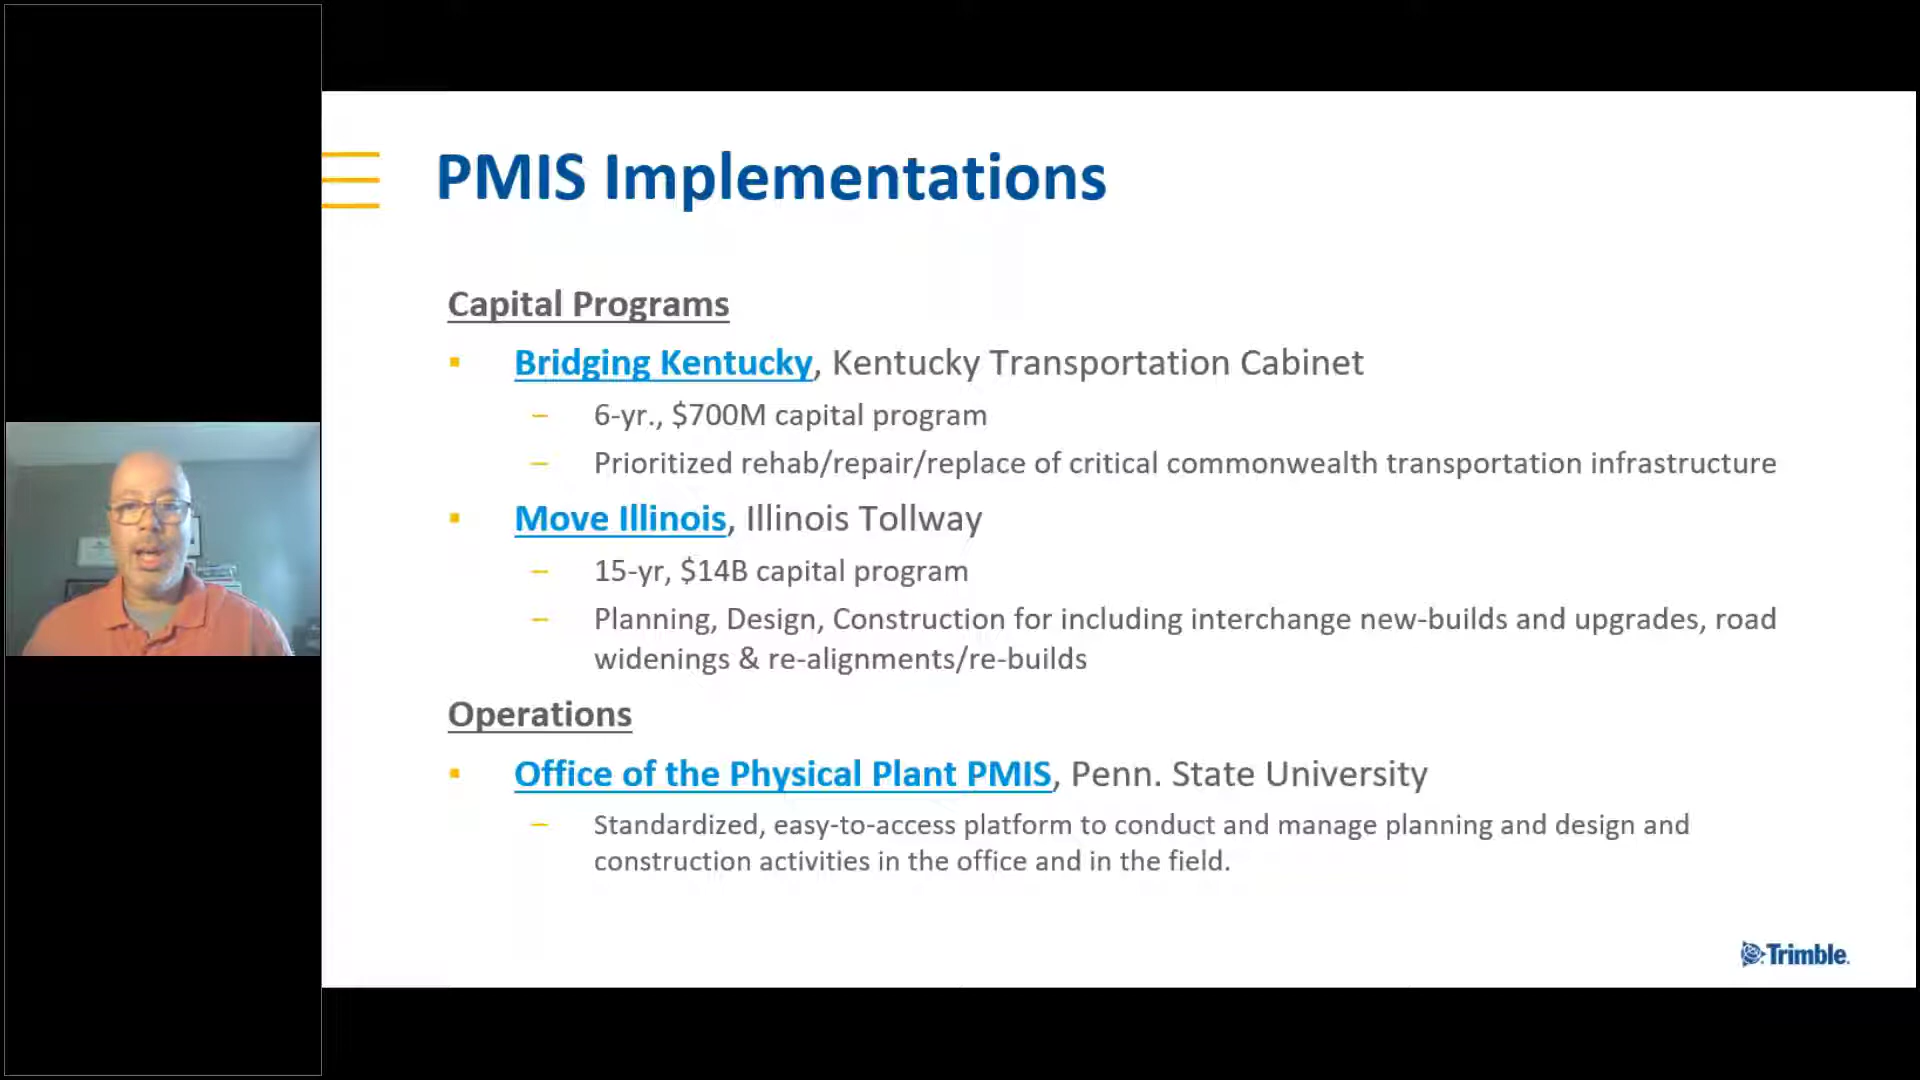 PMIS Implementations
Capital Programs
▪ Bridging Kentucky, Kentucky Transportation Cabinet
– 6-yr., $700M capital program
– Prioritized rehab/repair/replace of critical commonwealth transportation infrastructure
▪ Move Illinois, Illinois Tollway
– 15-yr, $14B capital program
– Planning, Design, Construction for including interchange new-builds and upgrades, road
widenings & re-alignments/re-builds
Operations
▪ Office of the Physical Plant PMIS, Penn. State University
– Standardized, easy-to-access platform to conduct and manage planning and design and
construction activities in the office and in the field.
Trimble.